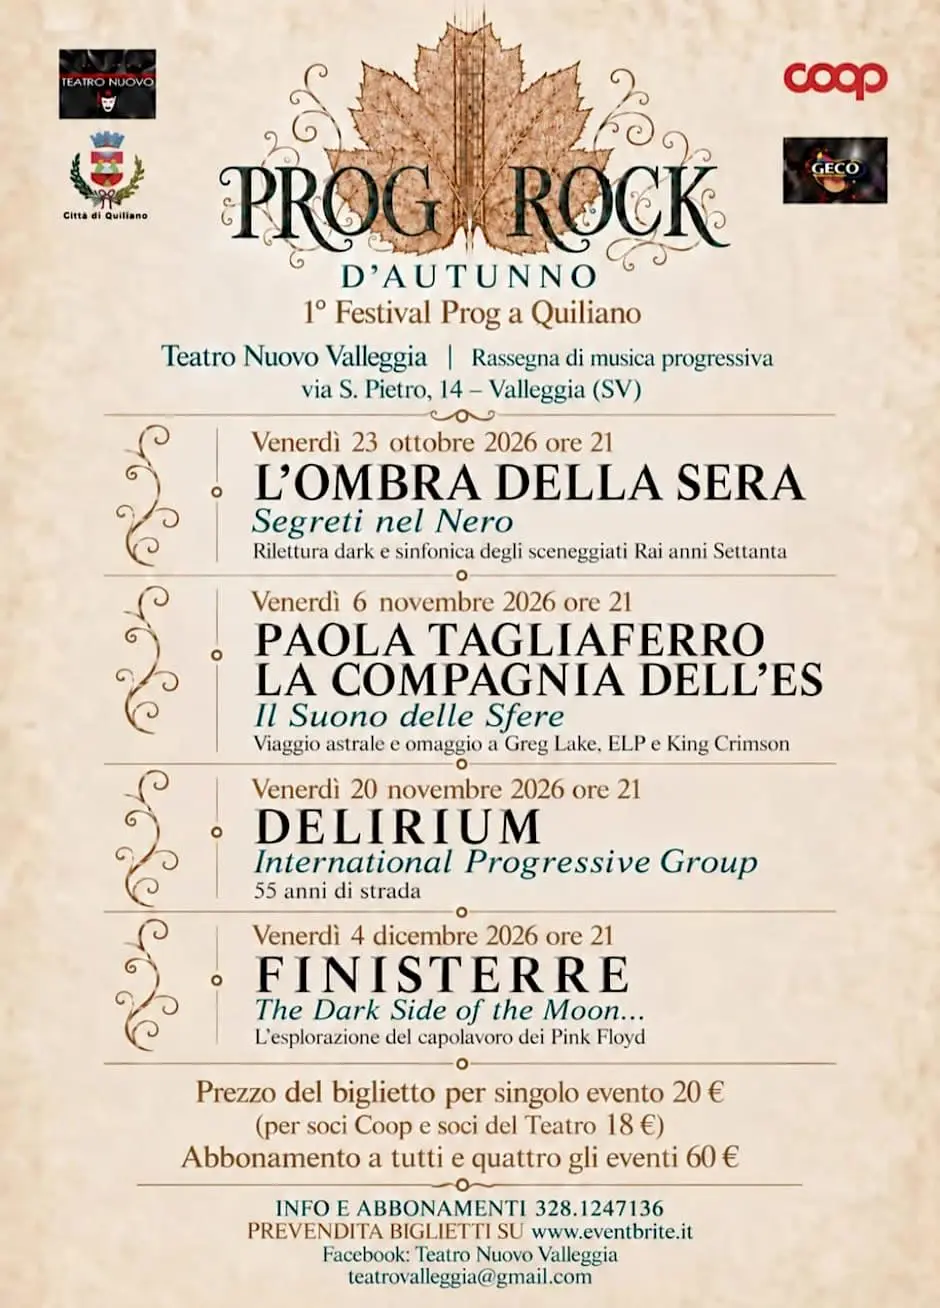 TEATRO NUOVO
coop
Città di Quiliano
GECO
PROG ROCK
D'AUTUNNO
1° Festival Prog a Quiliano
Teatro Nuovo Valleggia | Rassegna di musica progressiva
via S. Pietro, 14 – Valleggia (SV)
Venerdì 23 ottobre 2026 ore 21
L'OMBRA DELLA SERA
Segreti nel Nero
Rilettura dark e sinfonica degli sceneggiati Rai anni Settanta
Venerdì 6 novembre 2026 ore 21
PAOLA TAGLIAFERRO
LA COMPAGNIA DELL'ES
Il Suono delle Sfere
Viaggio astrale e omaggio a Greg Lake, ELP e King Crimson
Venerdì 20 novembre 2026 ore 21
DELIRIUM
International Progressive Group
55 anni di strada
Venerdì 4 dicembre 2026 ore 21
FINISTERRE
The Dark Side of the Moon...
L'esplorazione del capolavoro dei Pink Floyd
Prezzo del biglietto per singolo evento 20 €
(per soci Coop e soci del Teatro 18 €)
Abbonamento a tutti e quattro gli eventi 60 €
INFO E ABBONAMENTI 328.1247136
PREVENDITA BIGLIETTI SU www.eventbrite.it
Facebook: Teatro Nuovo Valleggia
teatrovalleggia@gmail.com